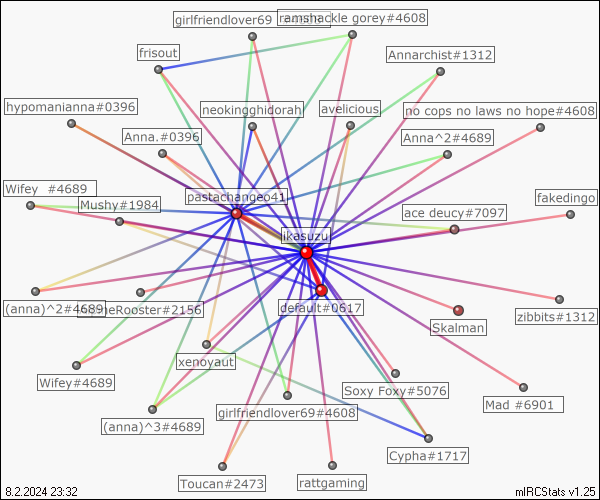 girlfriendlover69
ramshackle gorey#4608
frisout
Annarchist#1312
hypomanianna#0396
neokingghidorah
avelicious
no cops no laws no hope#4608
Anna.#0396
Anna^2#4689
Wifey _#4689
pastachangeo41
Mushy#1984
ace deucy#7097
fakedingo
ikasuzu
(anna)^2#4689
Rooster#2156
default#0617
zibbits#1312
Skalman
xenoyaut
Wifey#4689
Soxy Foxy#5076
girlfriendlover69#4608
Mad #6901
(anna)^3#4689
Cypha#1717
Toucan#2473
rattgaming
8.2.2024 23:32
mIRCStats v1.25